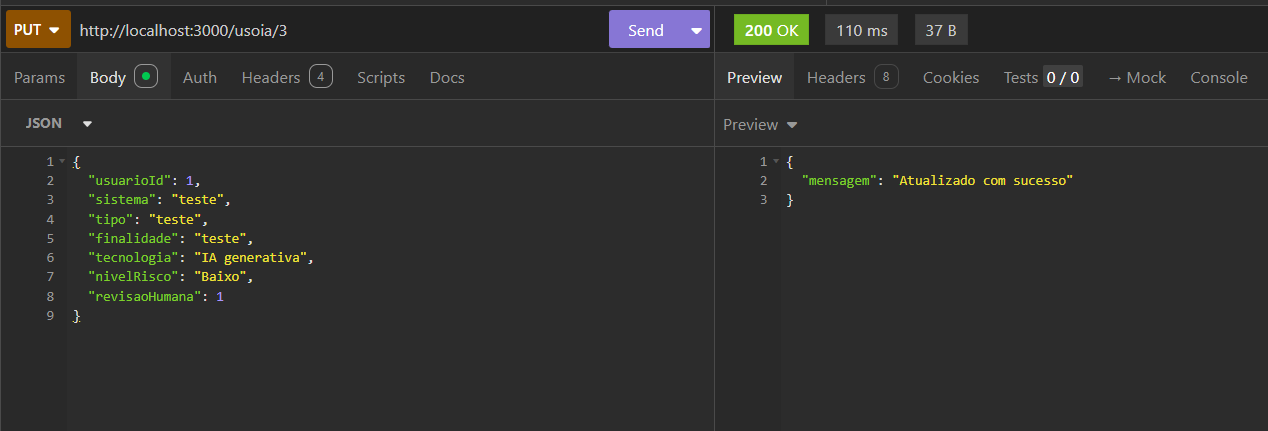 PUT http://localhost:3000/usoia/3 Send 200 OK 110 ms 37 B
Params Body Auth Headers 4 Scripts Docs Preview Headers 8 Cookies Tests 0 / 0 → Mock Console
JSON Preview
1 {
2 "usuarioId": 1,
3 "sistema": "teste",
4 "tipo": "teste",
5 "finalidade": "teste",
6 "tecnologia": "IA generativa",
7 "nivelRisco": "Baixo",
8 "revisaoHumana": 1
9 }
1 {
2 "mensagem": "Atualizado com sucesso"
3 }